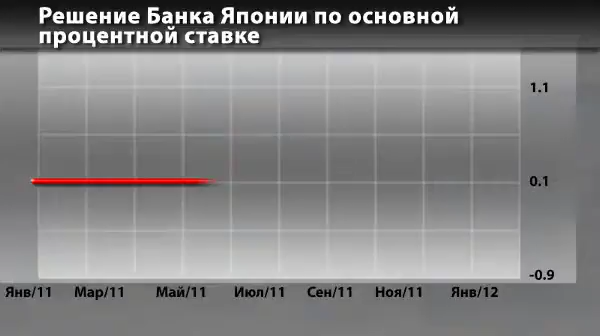 Решение Банка Японии по основной
процентной ставке
1.1
0.1
-0.9
Янв/11 Мар/11 Май/11 Июл/11 Сен/11 Ноя/11 Янв/12